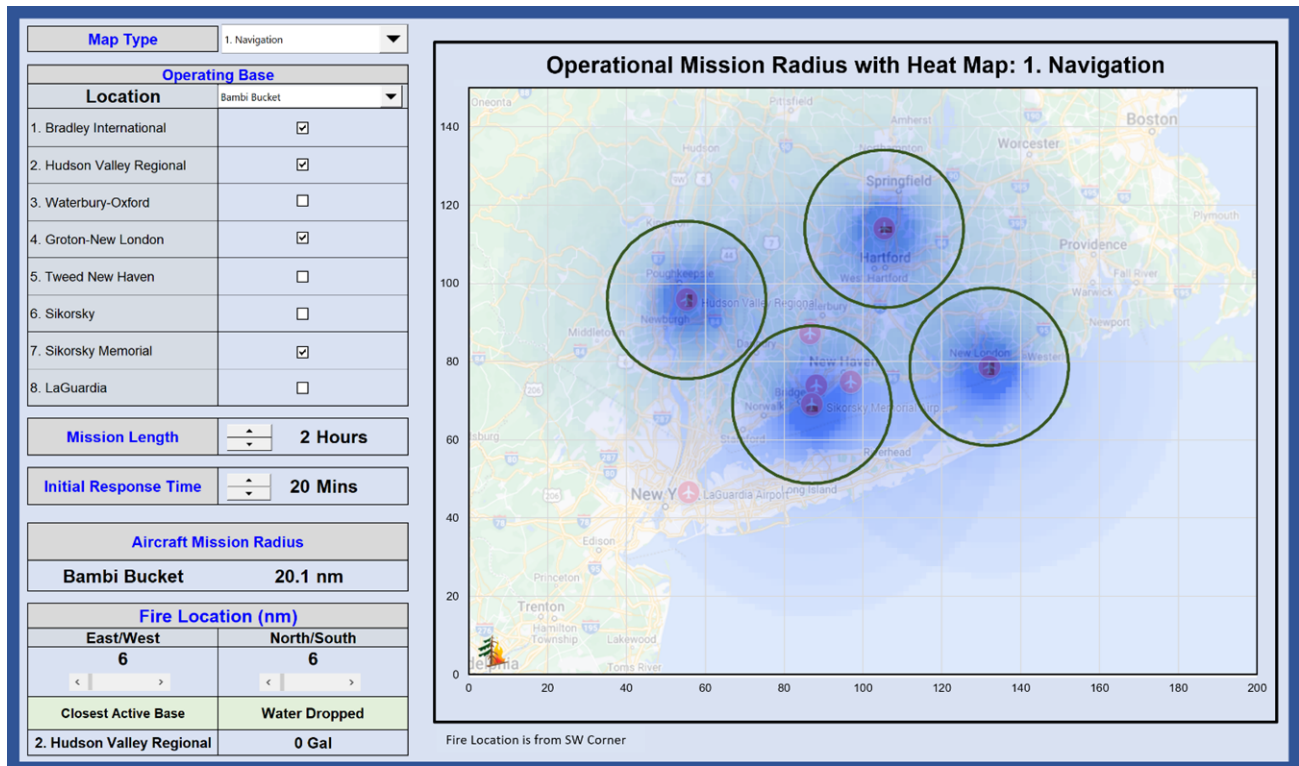 Map Type
1. Navigation
Operating Base
Location
Bambi Bucket
1. Bradley International
2. Hudson Valley Regional
3. Waterbury-Oxford
4. Groton-New London
5. Tweed New Haven
6. Sikorsky
7. Sikorsky Memorial
8. LaGuardia
Mission Length
2 Hours
Initial Response Time
20 Mins
Aircraft Mission Radius
Bambi Bucket
20.1 nm
Fire Location (nm)
East/West
North/South
6
6
Closest Active Base
Water Dropped
2. Hudson Valley Regional
0 Gal
Operational Mission Radius with Heat Map: 1. Navigation
140
120
100
80
60
40
20
0
0 20 40 60 80 100 120 140 160 180 200
Oneonta
Pittsfield
Amherst
Boston
Worcester
Hudson
Northampton
Springfield
Plymouth
Kingston
Providence
Hartford
West Hartford
Fall River
Poughkeepsie
Warwick
Hudson Valley Regional
Newburgh
Newport
Middletown
New Haven
New London
Wester
Norwalk
Sikorsky Memorial Airp
Stamford
Riverhead
New Y
LaGuardia Airport
Long Island
Edison
Princeton
Trenton
Hamilton
Township
Lakewood
Toms River
Fire Location is from SW Corner